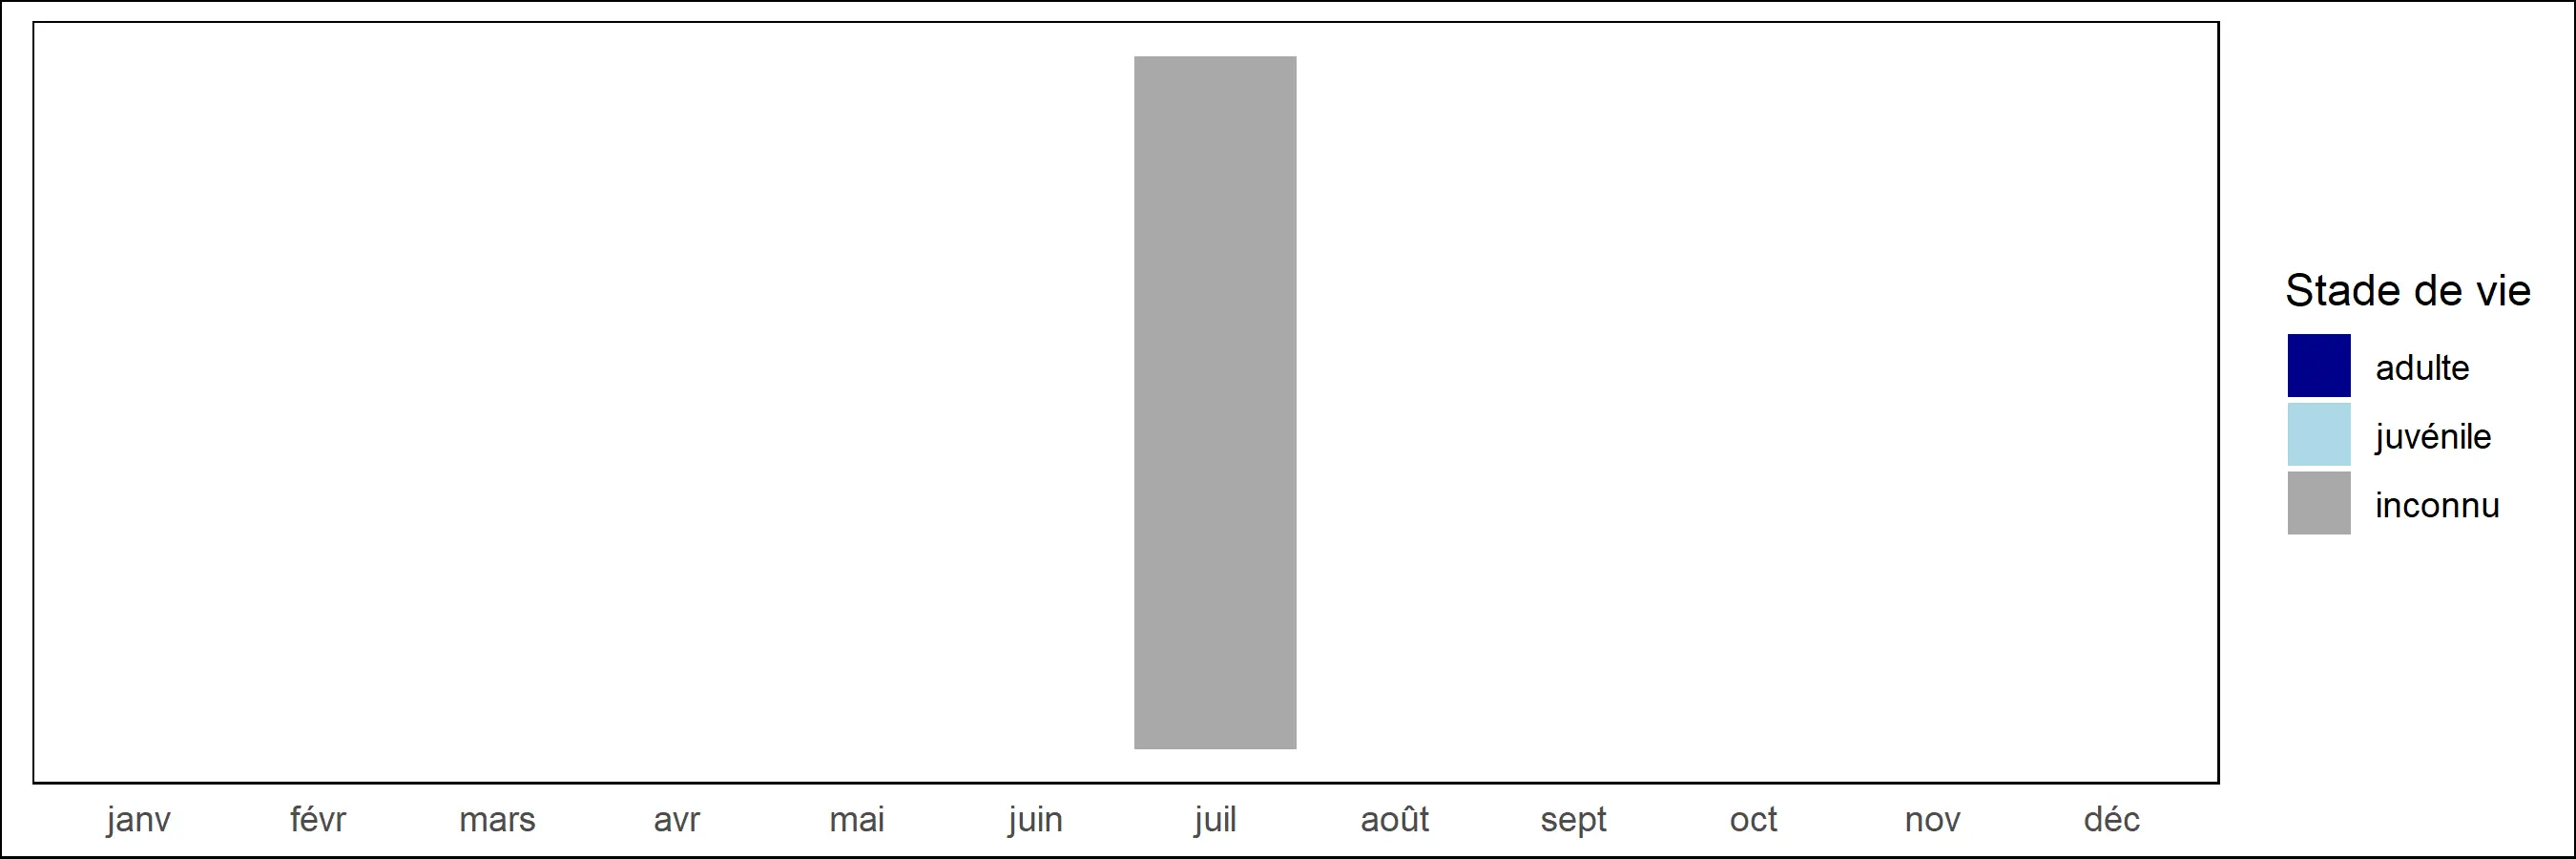 Stade de vie
adulte
juvénile
inconnu
janv févr mars avr mai juin juil août sept oct nov déc